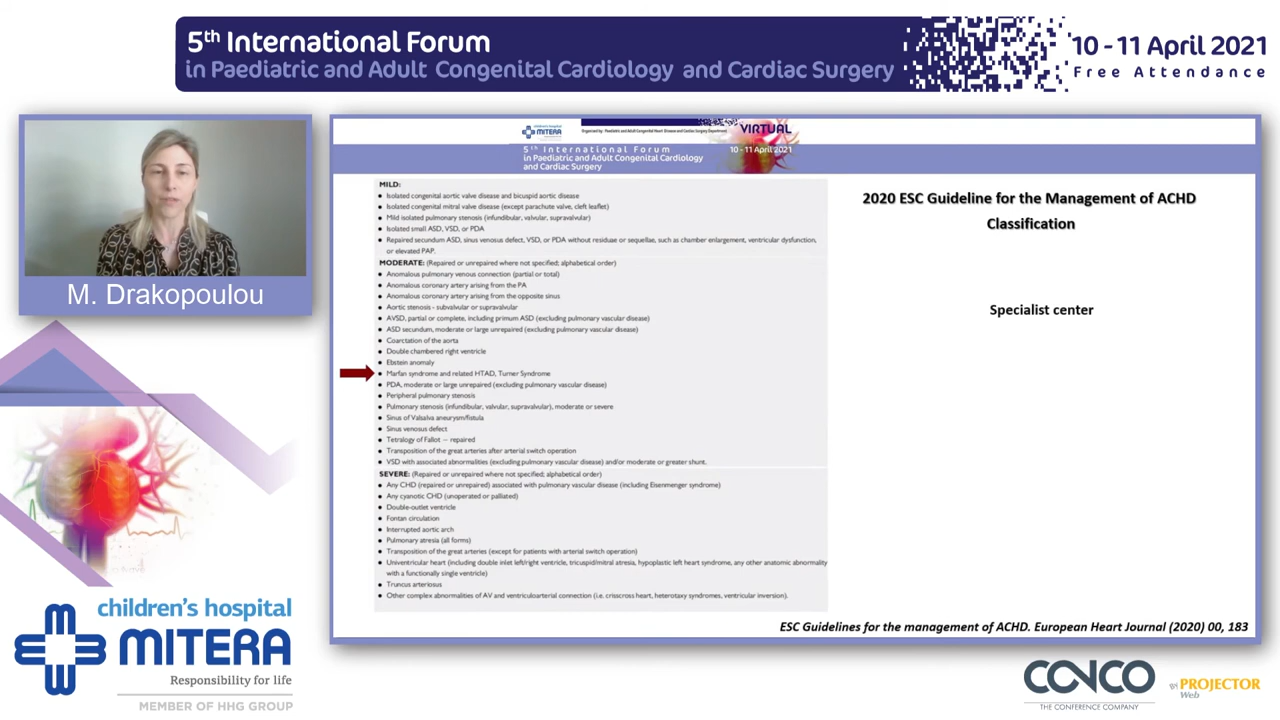 5th International Forum
in Paediatric and Adult Congenital Cardiology and Cardiac Surgery
10 - 11 April 2021
Free Attendance
M. Drakopoulou
children's hospital
MITERA
Responsibility for life
MEMBER OF HHG GROUP
children's hospital
MITERA
Organised by: Paediatric and Adult Congenital Heart Disease and Cardiac Surgery Department
VIRTUAL
10 - 11 April 2021
5th International Forum
in Paediatric and Adult Congenital Cardiology
and Cardiac Surgery
MILD:
● Isolated congenital aortic valve disease and bicuspid aortic disease
● Isolated congenital mitral valve disease (except parachute valve, cleft leaflet)
● Mild isolated pulmonary stenosis (infundibular, valvular, supravalvular)
● Isolated small ASD, VSD, or PDA
● Repaired secundum ASD, sinus venosus defect, VSD, or PDA without residuae or sequellae, such as chamber enlargement, ventricular dysfunction,
or elevated PAP.
MODERATE: (Repaired or unrepaired where not specified; alphabetical order)
● Anomalous pulmonary venous connection (partial or total)
● Anomalous coronary artery arising from the PA
● Anomalous coronary artery arising from the opposite sinus
● Aortic stenosis - subvalvular or supravalvular
● AVSD, partial or complete, including primum ASD (excluding pulmonary vascular disease)
● ASD secundum, moderate or large unrepaired (excluding pulmonary vascular disease)
● Coarctation of the aorta
● Double chambered right ventricle
● Ebstein anomaly
● Marfan syndrome and related HTAD, Turner Syndrome
● PDA, moderate or large unrepaired (excluding pulmonary vascular disease)
● Peripheral pulmonary stenosis
● Pulmonary stenosis (infundibular, valvular, supravalvular), moderate or severe
● Sinus of Valsalva aneurysm/fistula
● Sinus venosus defect
● Tetralogy of Fallot – repaired
● Transposition of the great arteries after arterial switch operation
● VSD with associated abnormalities (excluding pulmonary vascular disease) and/or moderate or greater shunt.
SEVERE: (Repaired or unrepaired where not specified; alphabetical order)
● Any CHD (repaired or unrepaired) associated with pulmonary vascular disease (including Eisenmenger syndrome)
● Any cyanotic CHD (unoperated or palliated)
● Double-outlet ventricle
● Fontan circulation
● Interrupted aortic arch
● Pulmonary atresia (all forms)
● Transposition of the great arteries (except for patients with arterial switch operation)
● Univentricular heart (including double inlet left/right ventricle, tricuspid/mitral atresia, hypoplastic left heart syndrome, any other anatomic abnormality
with a functionally single ventricle)
● Truncus arteriosus
● Other complex abnormalities of AV and ventriculoarterial connection (i.e. crisscross heart, heterotaxy syndromes, ventricular inversion).
2020 ESC Guideline for the Management of ACHD
Classification
Specialist center
ESC Guidelines for the management of ACHD. European Heart Journal (2020) 00, 183
CONCO
THE CONFERENCE COMPANY
BY PROJECTOR
Web